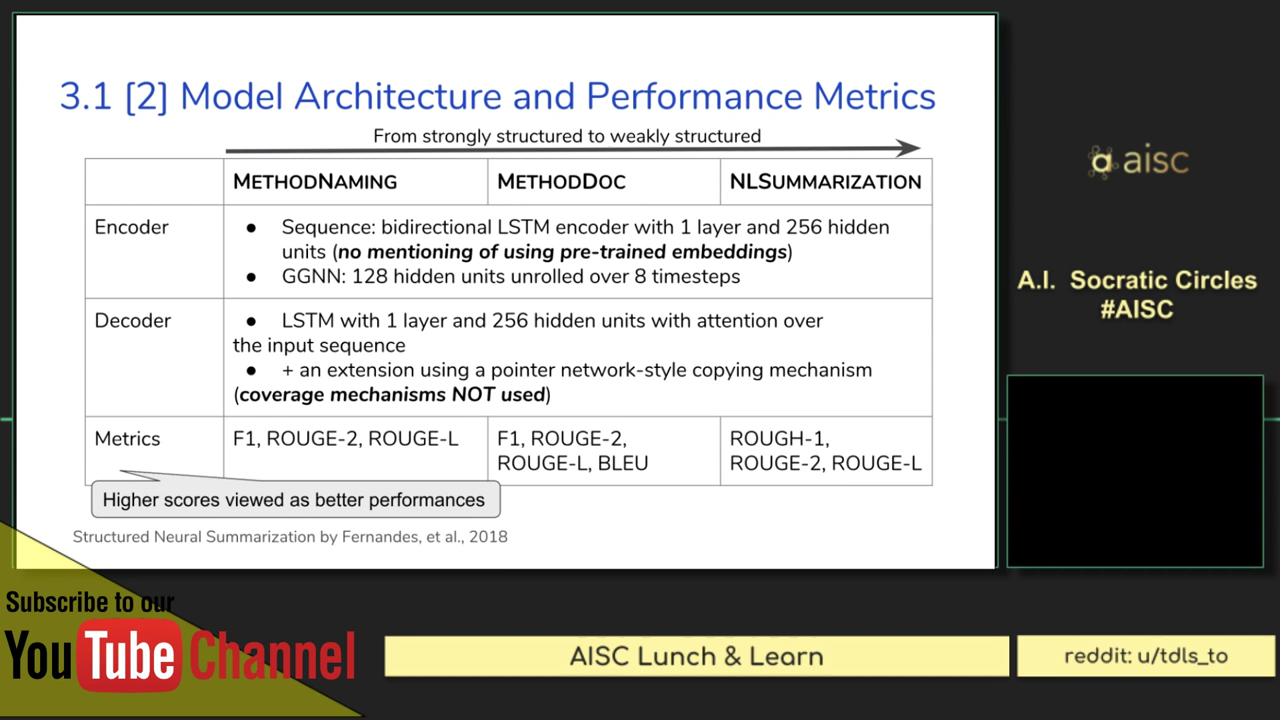 3.1 [2] Model Architecture and Performance Metrics
From strongly structured to weakly structured
METHODNAMING
METHODDOC
NLSUMMARIZATION
Encoder
● Sequence: bidirectional LSTM encoder with 1 layer and 256 hidden
units (no mentioning of using pre-trained embeddings)
● GGNN: 128 hidden units unrolled over 8 timesteps
Decoder
● LSTM with 1 layer and 256 hidden units with attention over
the input sequence
● + an extension using a pointer network-style copying mechanism
(coverage mechanisms NOT used)
Metrics
F1, ROUGE-2, ROUGE-L
F1, ROUGE-2,
ROUGE-L, BLEU
ROUGH-1,
ROUGE-2, ROUGE-L
Higher scores viewed as better performances
Structured Neural Summarization by Fernandes, et al., 2018
aisc
A.I. Socratic Circles
#AISC
Subscribe to our
YouTube Channel
AISC Lunch & Learn
reddit: u/tdls_to